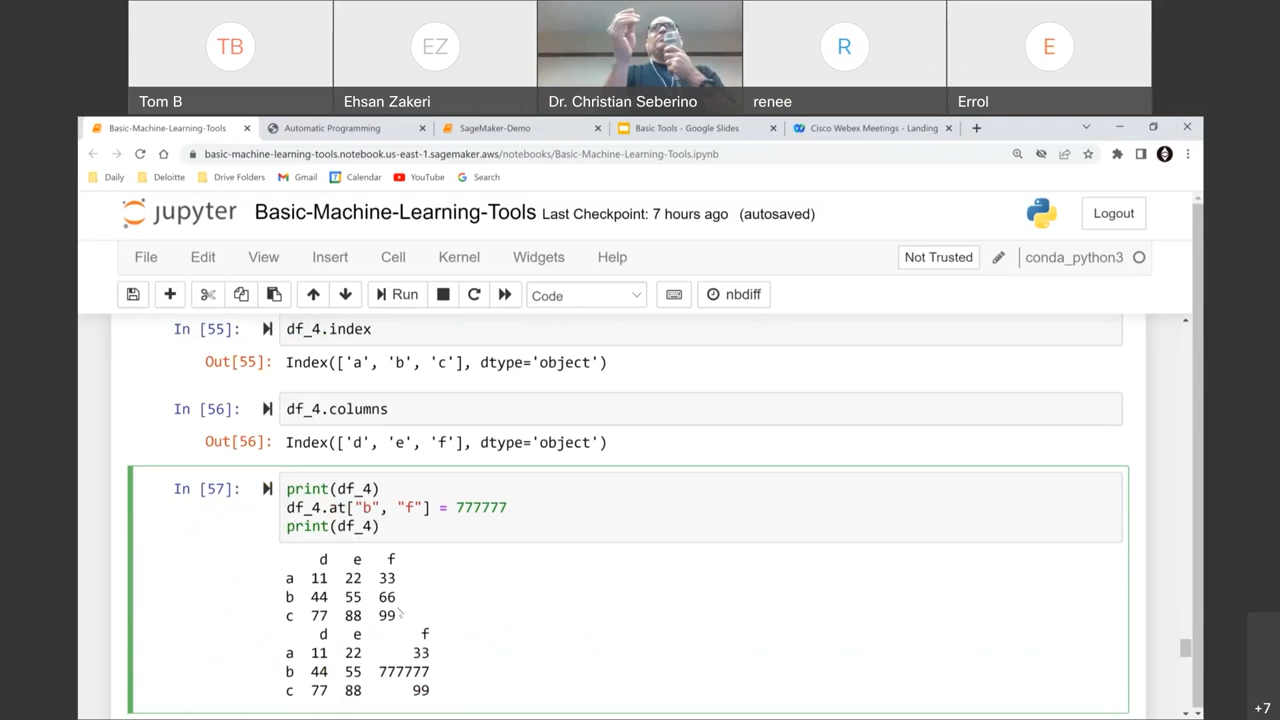 TB
EZ
R
E
Tom B
Ehsan Zakeri
Dr. Christian Seberino
renee
Errol
Basic-Machine-Learning-Tools
Automatic Programming
SageMaker-Demo
Basic Tools - Google Slides
Cisco Webex Meetings - Landing
basic-machine-learning-tools.notebook.us-east-1.sagemaker.aws/notebooks/Basic-Machine-Learning-Tools.ipynb
Daily
Deloitte
Drive Folders
Gmail
Calendar
YouTube
Search
jupyter Basic-Machine-Learning-Tools Last Checkpoint: 7 hours ago (autosaved)
Logout
File Edit View Insert Cell Kernel Widgets Help
Not Trusted
conda_python3
Run
Code
nbdiff
In [55]: df_4.index
Out[55]: Index(['a', 'b', 'c'], dtype='object')
In [56]: df_4.columns
Out[56]: Index(['d', 'e', 'f'], dtype='object')
In [57]: print(df_4)
df_4.at["b", "f"] = 777777
print(df_4)
d e f
a 11 22 33
b 44 55 66
c 77 88 99
d e f
a 11 22 33
b 44 55 777777
c 77 88 99
+7